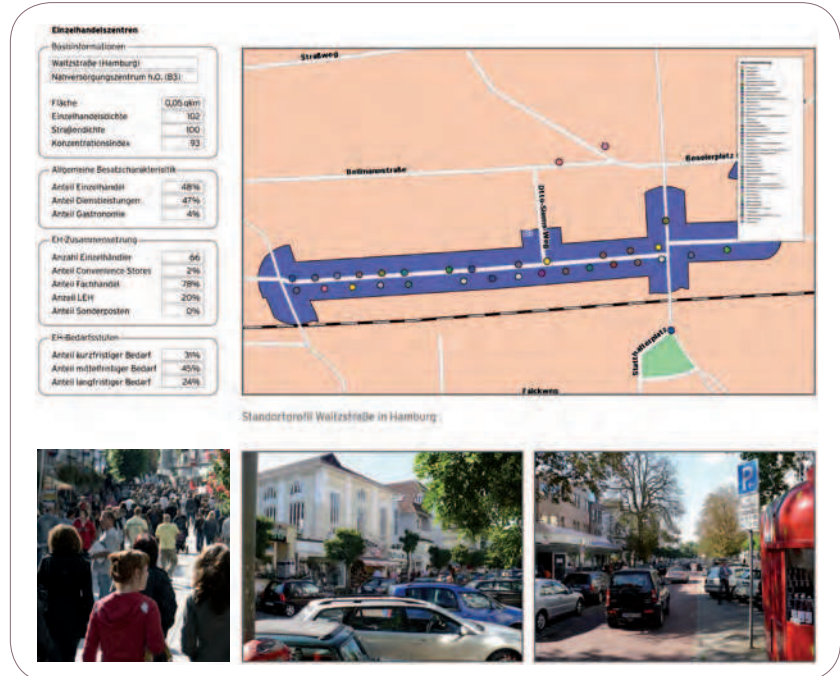 Einzelhandelszentren
Basisinformationen
Waitzstraße (Hamburg)
Nahversorgungszentrum h.O. (B3)
Fläche 0,05 qkm
Einzelhandelsdichte 102
Straßendichte 100
Konzentrationsindex 93
Allgemeine Besatzcharakteristik
Anteil Einzelhandel 48%
Anteil Dienstleistungen 47%
Anteil Gastronomie 4%
EH-Zusammensetzung
Anzahl Einzelhändler 66
Anteil Convenience Stores 2%
Anteil Fachhandel 78%
Anzeil LEH 20%
Anteil Sonderposten 0%
EH-Bedarfsstufen
Anteil kurzfristiger Bedarf 31%
Anteil mittelfristiger Bedarf 45%
Anteil langfristiger Bedarf 24%
Straßweg
Bellmannstraße
Beselerplatz
Otto-Suhms-Weg
Statthalterplatz
Falckweg
Standortprofil Waitzstraße in Hamburg
P